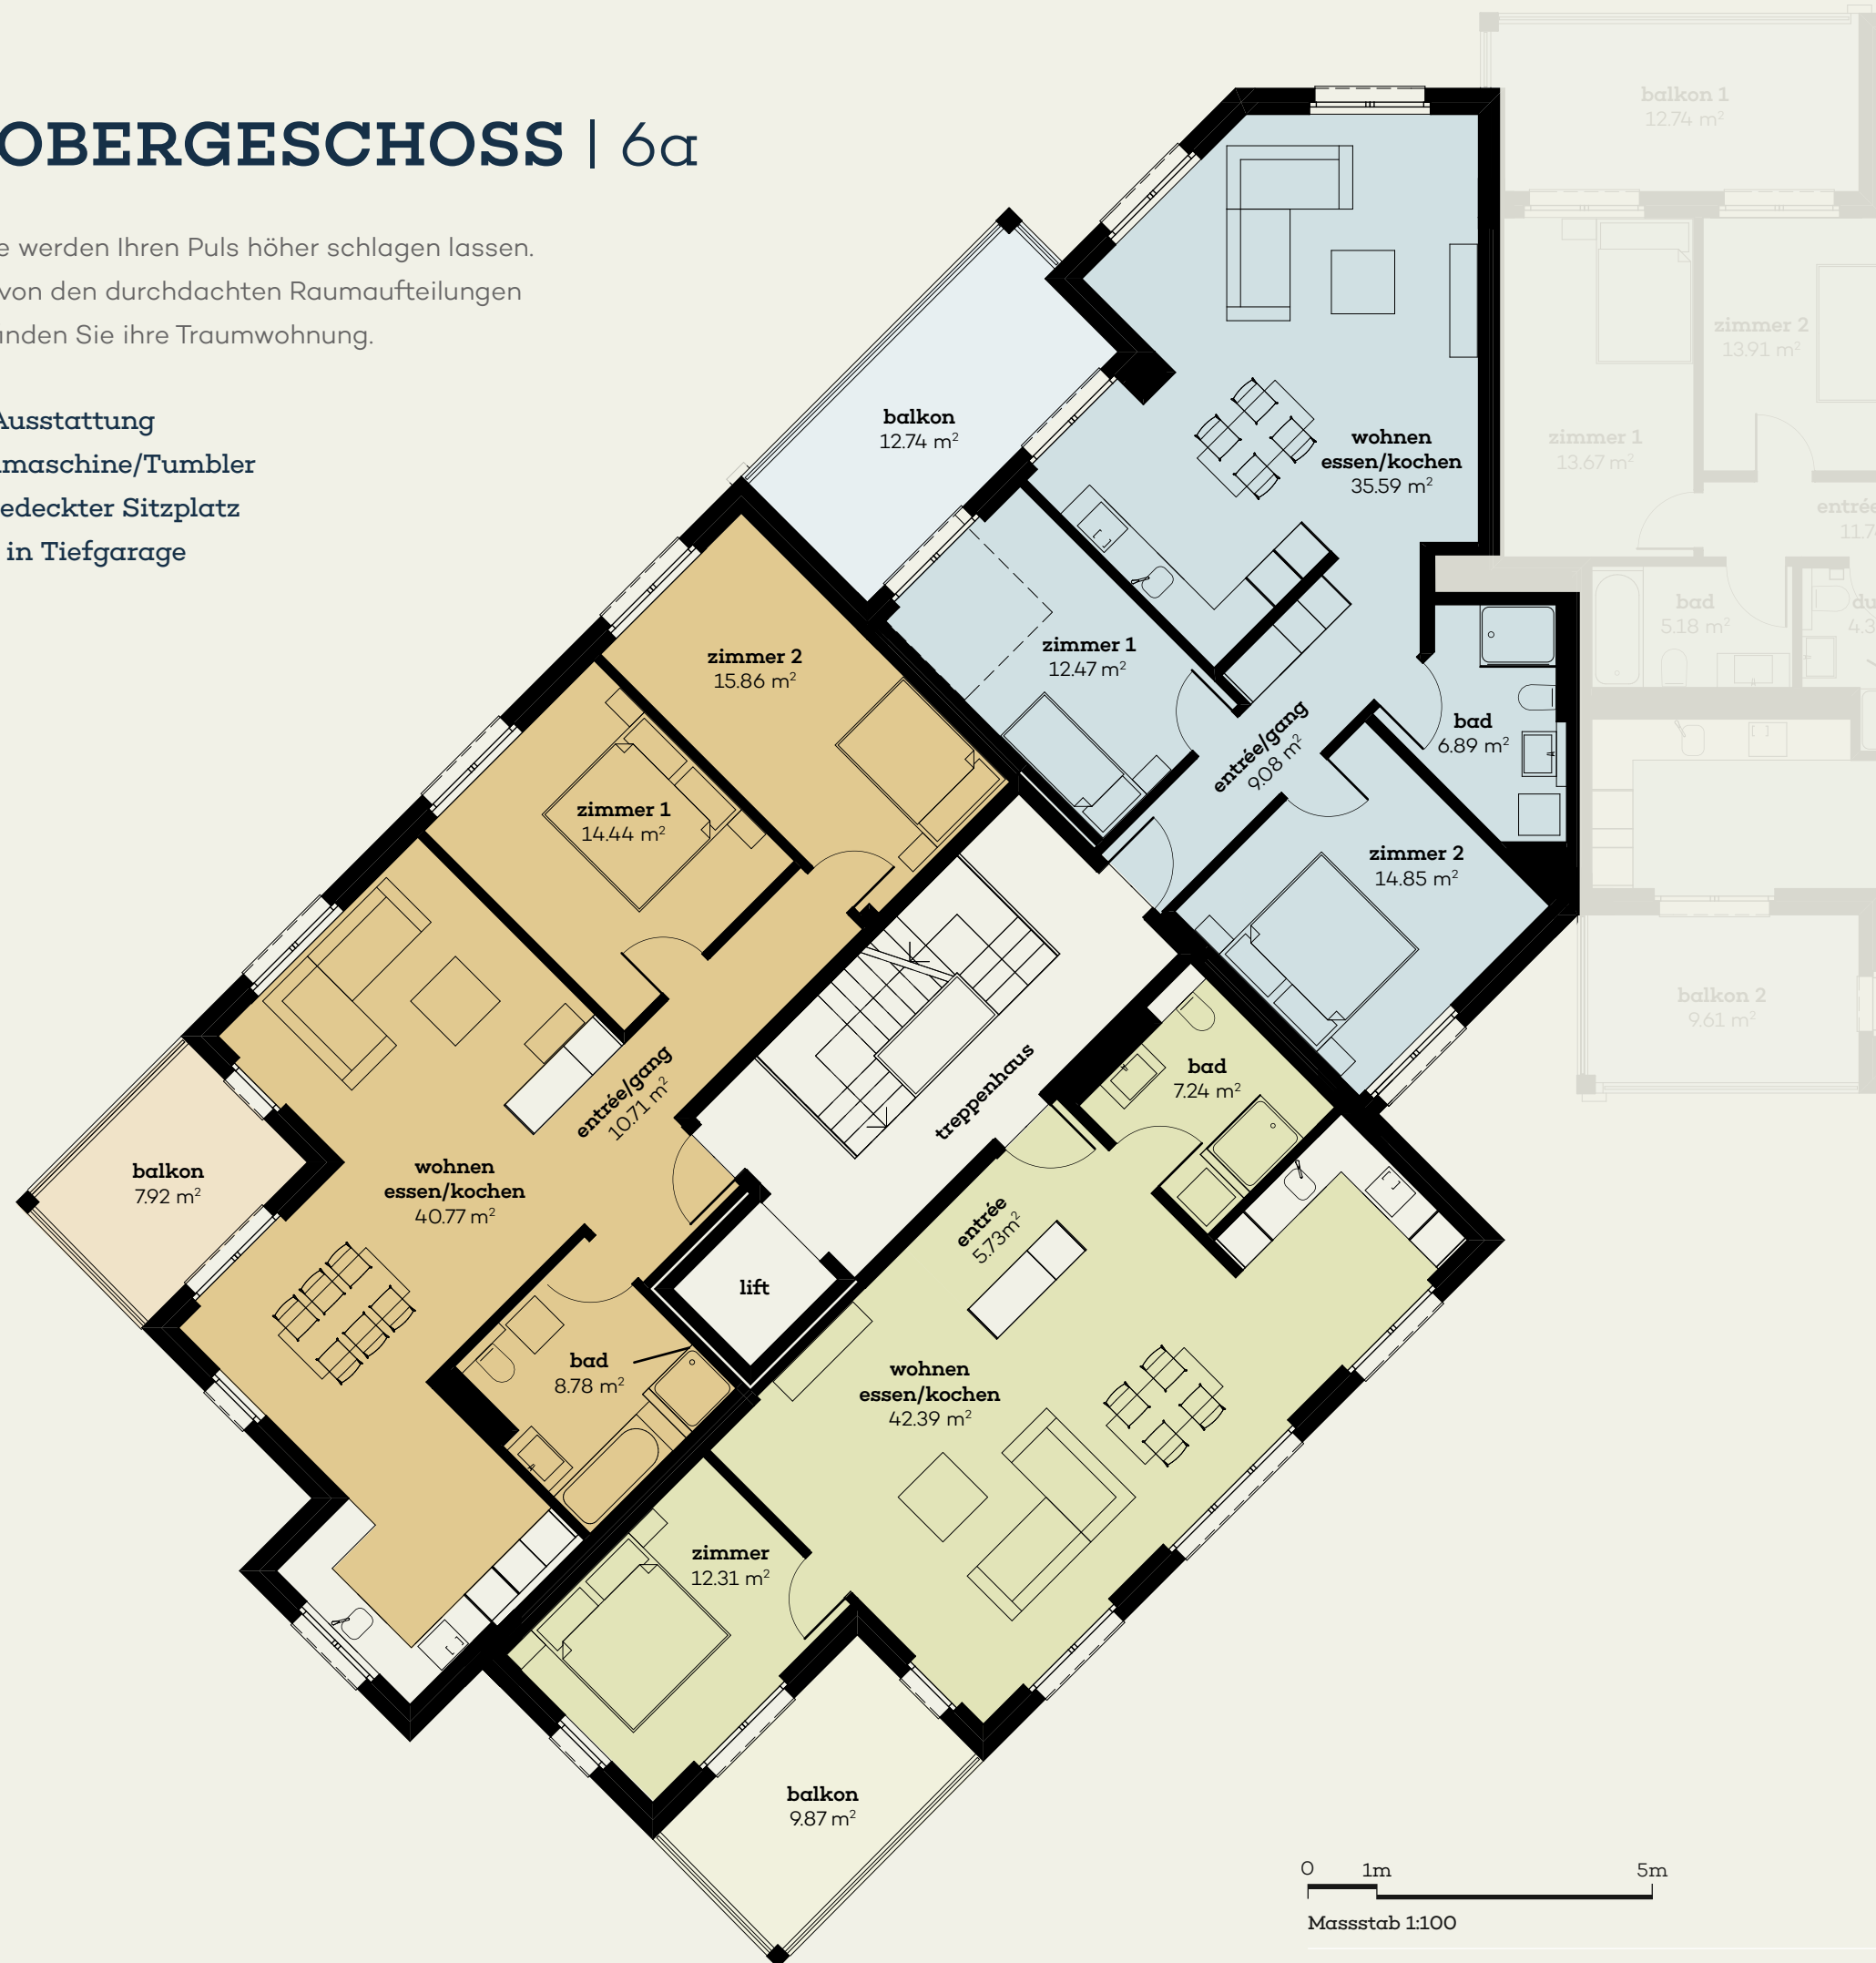 OBERGESCHOSS | 6a
e werden Ihren Puls höher schlagen lassen.
von den durchdachten Raumaufteilungen
anden Sie ihre Traumwohnung.
Ausstattung
maschine/Tumbler
edeckter Sitzplatz
in Tiefgarage
balkon 1
12.74 m²
zimmer 2
13.91 m²
zimmer 1
13.67 m²
entrée
11.7
bad
5.18 m²
du
4.3
balkon 2
9.61 m²
balkon
12.74 m²
wohnen
essen/kochen
35.59 m²
zimmer 1
12.47 m²
entrée/gang
9.08 m²
bad
6.89 m²
zimmer 2
14.85 m²
zimmer 2
15.86 m²
zimmer 1
14.44 m²
entrée/gang
10.71 m²
treppenhaus
bad
7.24 m²
balkon
7.92 m²
wohnen
essen/kochen
40.77 m²
entrée
5.73m²
lift
bad
8.78 m²
wohnen
essen/kochen
42.39 m²
zimmer
12.31 m²
balkon
9.87 m²
0 1m 5m
Massstab 1:100